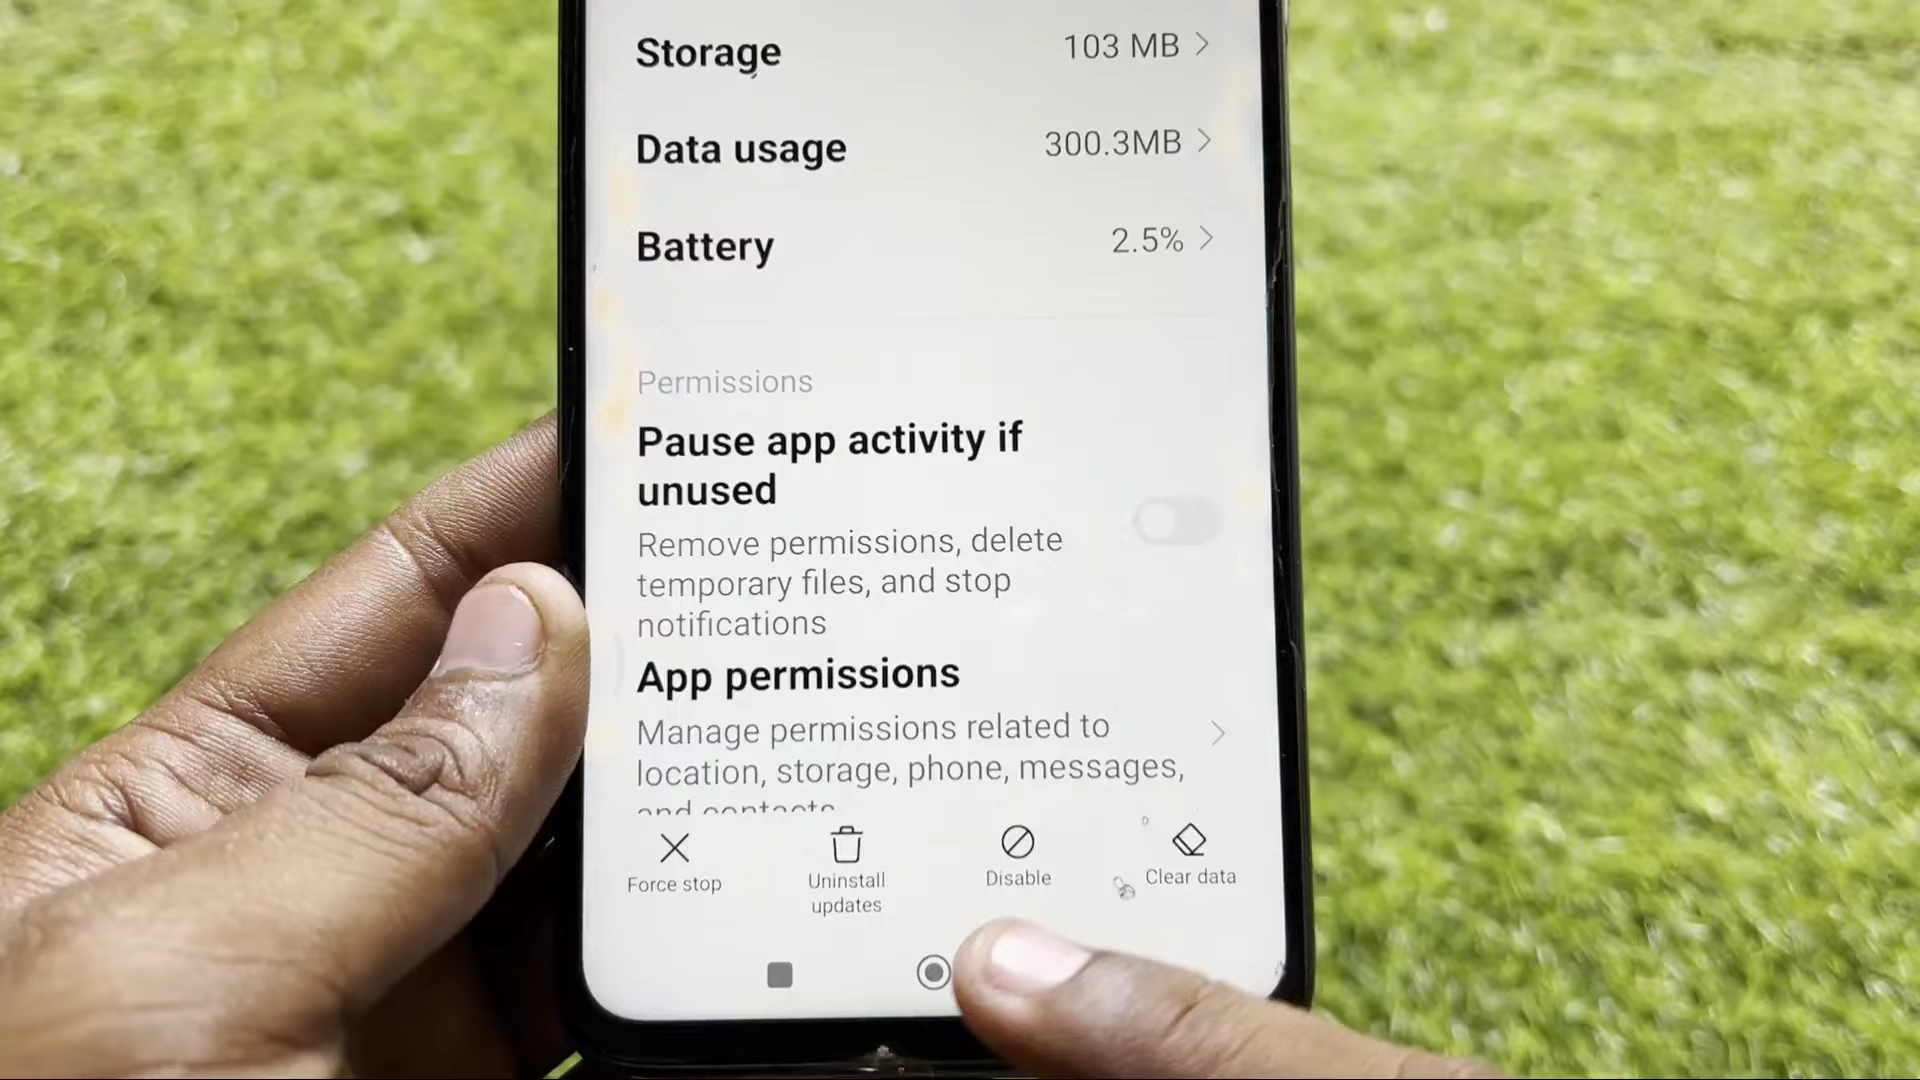 Storage 103 MB
Data usage 300.3MB
Battery 2.5%
Permissions
Pause app activity if
unused
Remove permissions, delete
temporary files, and stop
notifications
App permissions
Manage permissions related to
location, storage, phone, messages,
and contacts
Force stop Uninstall updates Disable Clear data